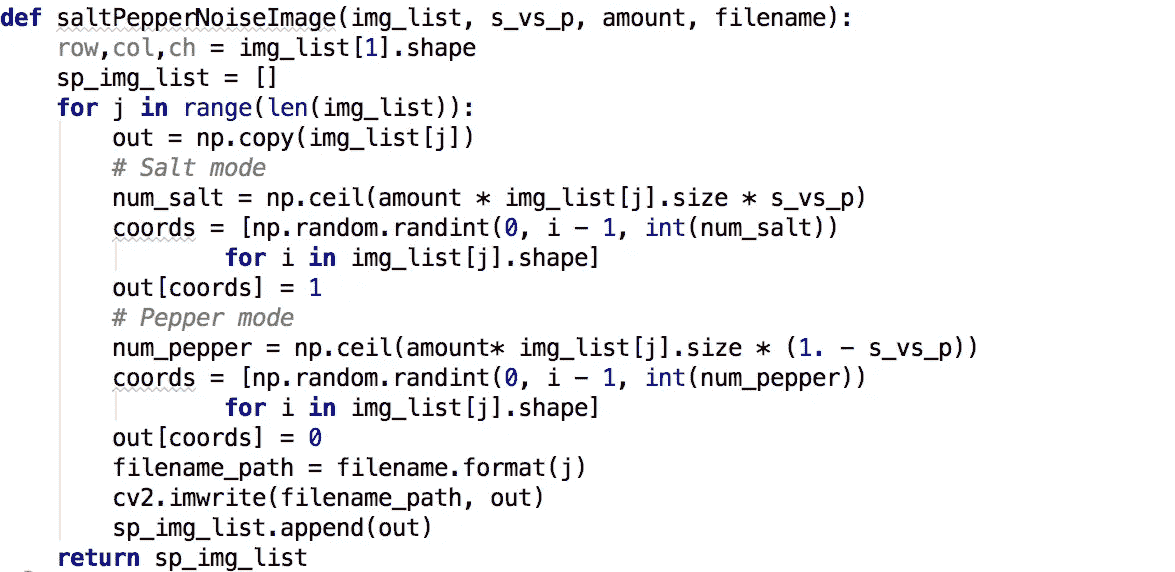 def saltPepperNoiseImage(img_list, s_vs_p, amount, filename):
    row,col,ch = img_list[1].shape
    sp_img_list = []
    for j in range(len(img_list)):
        out = np.copy(img_list[j])
        # Salt mode
        num_salt = np.ceil(amount * img_list[j].size * s_vs_p)
        coords = [np.random.randint(0, i - 1, int(num_salt))
                for i in img_list[j].shape]
        out[coords] = 1
        # Pepper mode
        num_pepper = np.ceil(amount* img_list[j].size * (1. - s_vs_p))
        coords = [np.random.randint(0, i - 1, int(num_pepper))
                for i in img_list[j].shape]
        out[coords] = 0
        filename_path = filename.format(j)
        cv2.imwrite(filename_path, out)
        sp_img_list.append(out)
    return sp_img_list